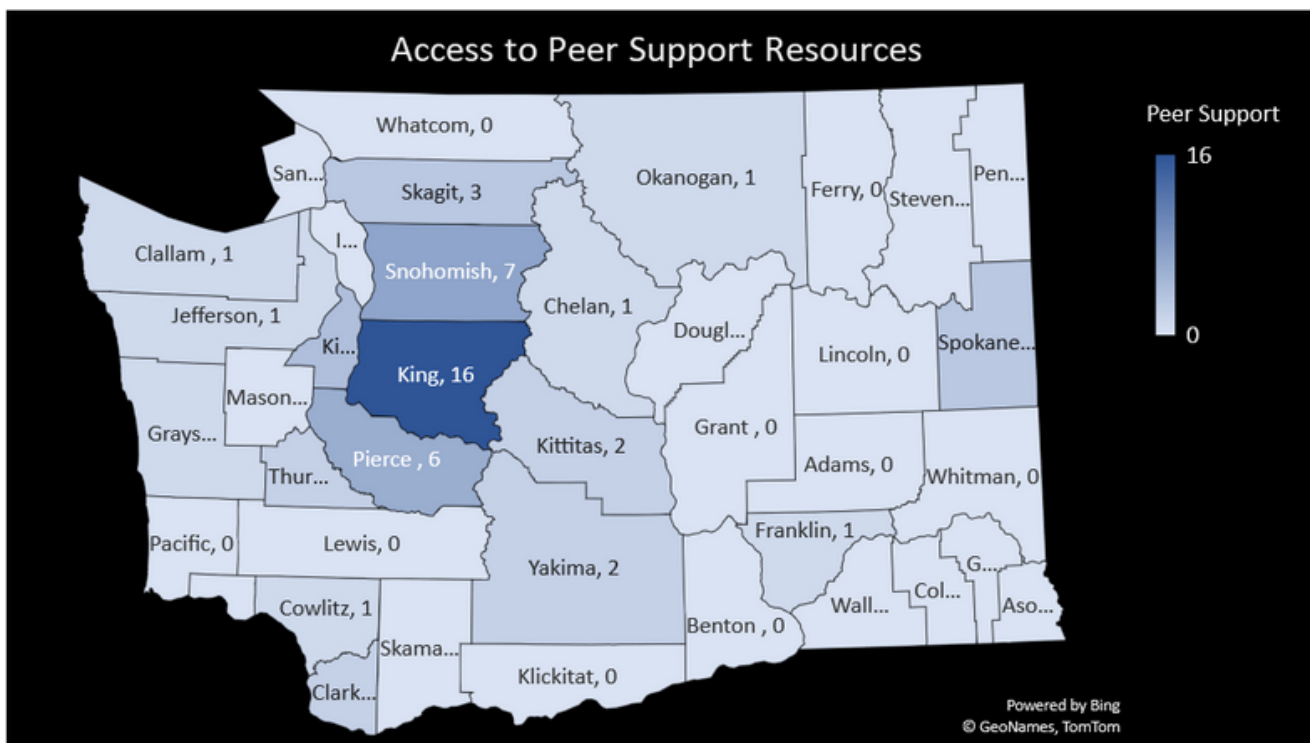 Access to Peer Support Resources
Peer Support
16
0
Whatcom, 0
San...
Skagit, 3
Okanogan, 1
Ferry, 0
Steven...
Pen...
Clallam , 1
I...
Snohomish, 7
Chelan, 1
Jefferson, 1
Ki...
Dougl...
Lincoln, 0
Spokane...
King, 16
Mason...
Grays...
Kittitas, 2
Grant , 0
Pierce , 6
Adams, 0
Thur...
Whitman, 0
Franklin, 1
Pacific, 0
Lewis, 0
Yakima, 2
G...
Col...
Wall...
Aso...
Cowlitz, 1
Benton , 0
Skama...
Klickitat, 0
Clark...
Powered by Bing
© GeoNames, TomTom